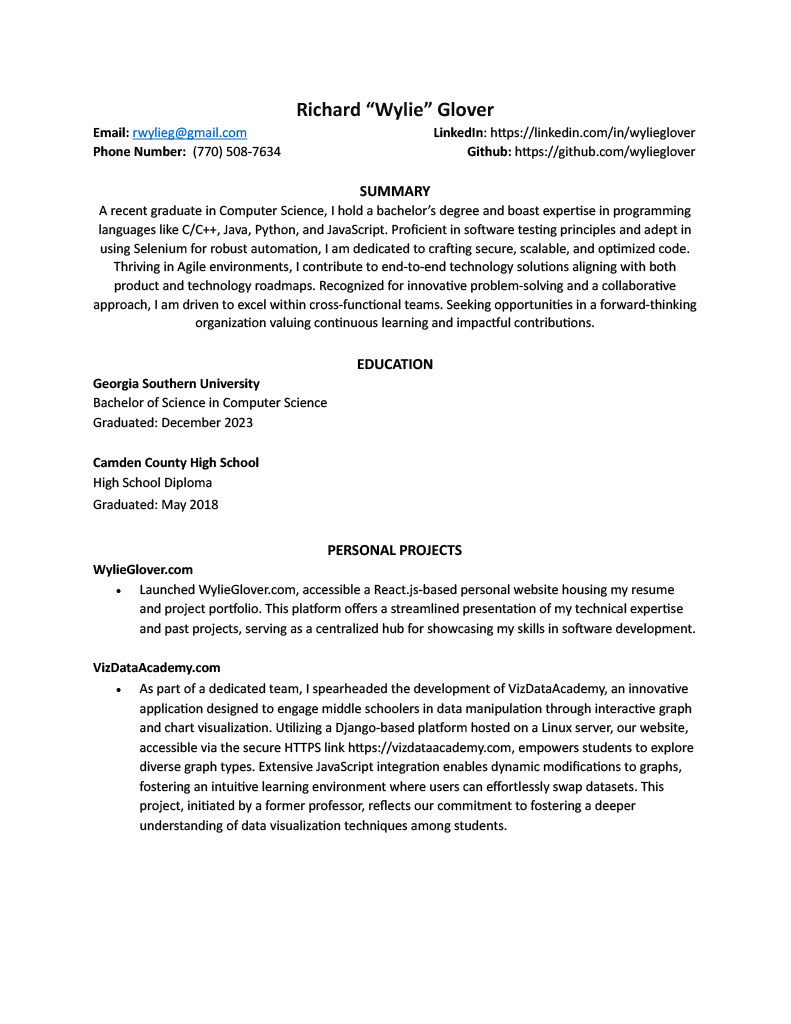 Richard “Wylie” Glover
Email: rwylieg@gmail.com LinkedIn: https://linkedin.com/in/wylieglover
Phone Number: (770) 508-7634 Github: https://github.com/wylieglover
SUMMARY
A recent graduate in Computer Science, I hold a bachelor’s degree and boast expertise in programming
languages like C/C++, Java, Python, and JavaScript. Proficient in software testing principles and adept in
using Selenium for robust automation, I am dedicated to crafting secure, scalable, and optimized code.
Thriving in Agile environments, I contribute to end-to-end technology solutions aligning with both
product and technology roadmaps. Recognized for innovative problem-solving and a collaborative
approach, I am driven to excel within cross-functional teams. Seeking opportunities in a forward-thinking
organization valuing continuous learning and impactful contributions.
EDUCATION
Georgia Southern University
Bachelor of Science in Computer Science
Graduated: December 2023
Camden County High School
High School Diploma
Graduated: May 2018
PERSONAL PROJECTS
WylieGlover.com
• Launched WylieGlover.com, accessible a React.js-based personal website housing my resume
and project portfolio. This platform offers a streamlined presentation of my technical expertise
and past projects, serving as a centralized hub for showcasing my skills in software development.
VizDataAcademy.com
• As part of a dedicated team, I spearheaded the development of VizDataAcademy, an innovative
application designed to engage middle schoolers in data manipulation through interactive graph
and chart visualization. Utilizing a Django-based platform hosted on a Linux server, our website,
accessible via the secure HTTPS link https://vizdataacademy.com, empowers students to explore
diverse graph types. Extensive JavaScript integration enables dynamic modifications to graphs,
fostering an intuitive learning environment where users can effortlessly swap datasets. This
project, initiated by a former professor, reflects our commitment to fostering a deeper
understanding of data visualization techniques among students.